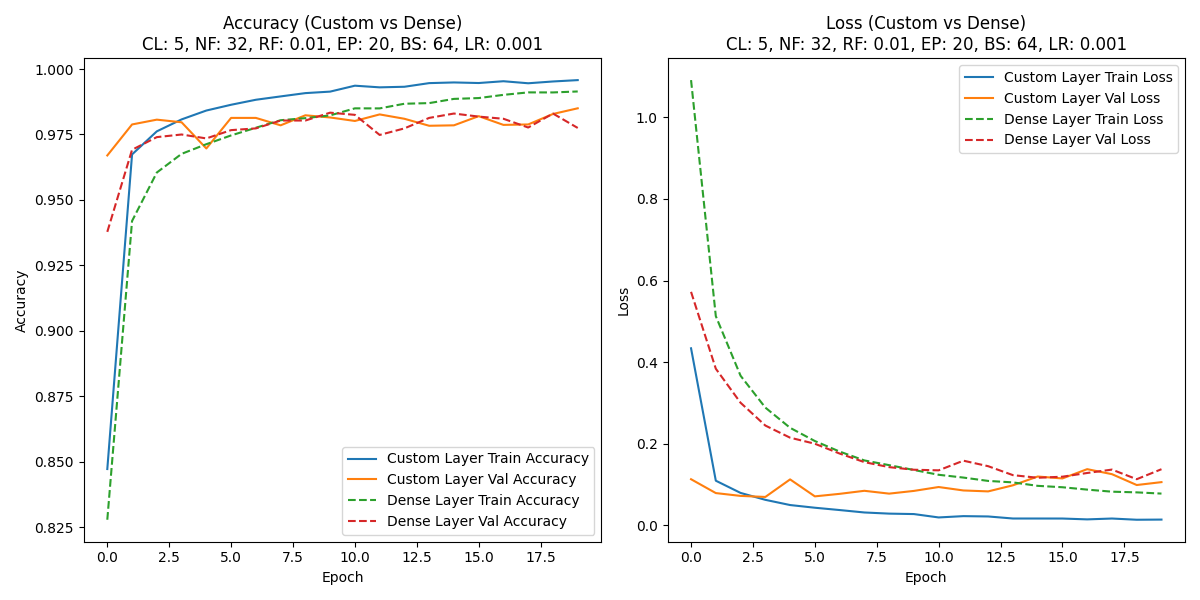 Accuracy (Custom vs Dense)
CL: 5, NF: 32, RF: 0.01, EP: 20, BS: 64, LR: 0.001
1.000
0.975
0.950
0.925
0.900
0.875
0.850
0.825
Accuracy
0.0
2.5
5.0
7.5
10.0
12.5
15.0
17.5
Epoch
Custom Layer Train Accuracy
Custom Layer Val Accuracy
Dense Layer Train Accuracy
Dense Layer Val Accuracy
Loss (Custom vs Dense)
CL: 5, NF: 32, RF: 0.01, EP: 20, BS: 64, LR: 0.001
1.0
0.8
0.6
0.4
0.2
0.0
Loss
0.0
2.5
5.0
7.5
10.0
12.5
15.0
17.5
Epoch
Custom Layer Train Loss
Custom Layer Val Loss
Dense Layer Train Loss
Dense Layer Val Loss